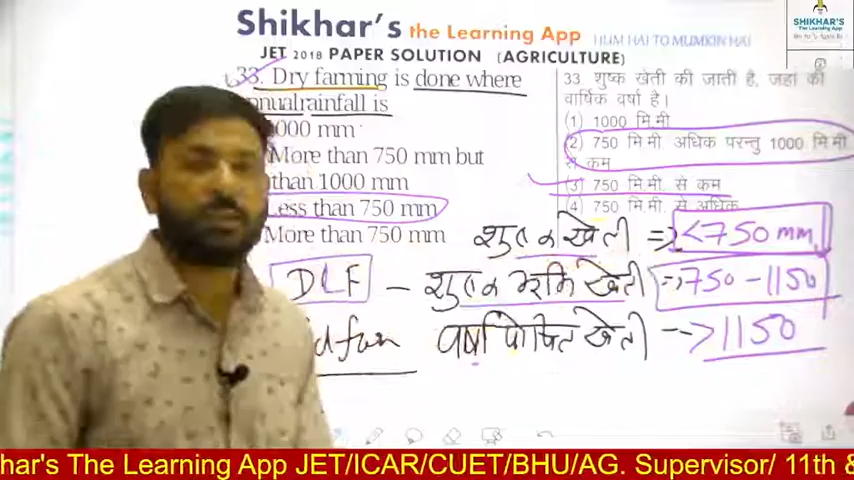 Shikhar's the Learning App
HUM HAI TO MUMKIN HAI
SHIKHAR'S
The Learning App
JET 2018 PAPER SOLUTION (AGRICULTURE)
33. Dry farming is done where
nnual rainfall is
000 mm
More than 750 mm but
than 1000 mm
Less than 750 mm
More than 750 mm
33 शुष्क खेती की जाती है, जहां की
वार्षिक वर्षा है।
(1) 1000 मि.मी
(2) 750 मि.मी अधिक परन्तु 1000 मि.मी
से कम
(3) 750 मि.मी. से कम
(4) 750 मि.मी. से अधिक
शुष्क खेती => <750 mm
DLF - शुष्क भूमि खेती => 750 - 1150
वर्षा पोषित खेती -> >1150
har's The Learning App JET/ICAR/CUET/BHU/AG. Supervisor/ 11th &